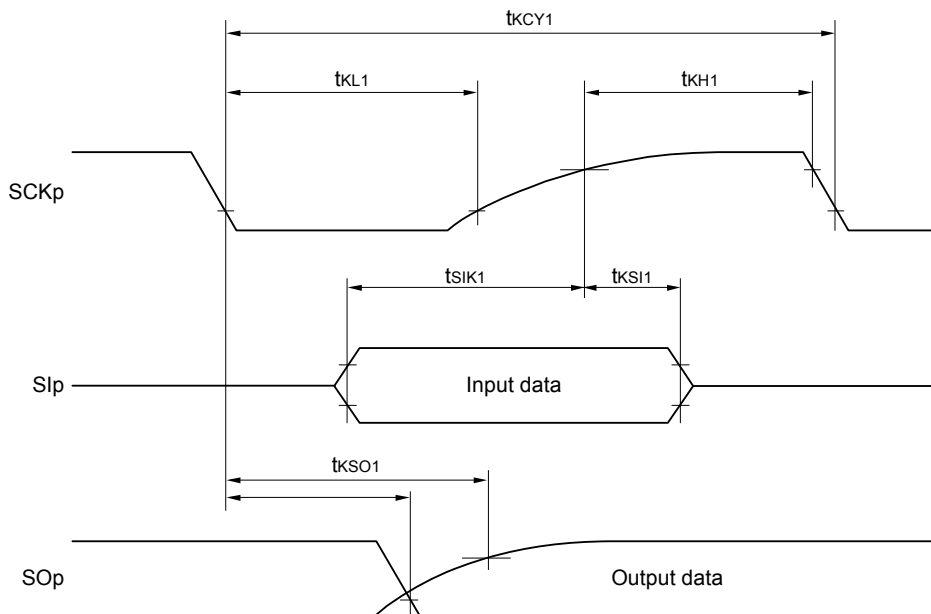 tKCY1
tKL1
tKH1
SCKp
tSIK1
tKSI1
SIp
Input data
tKSO1
SOp
Output data